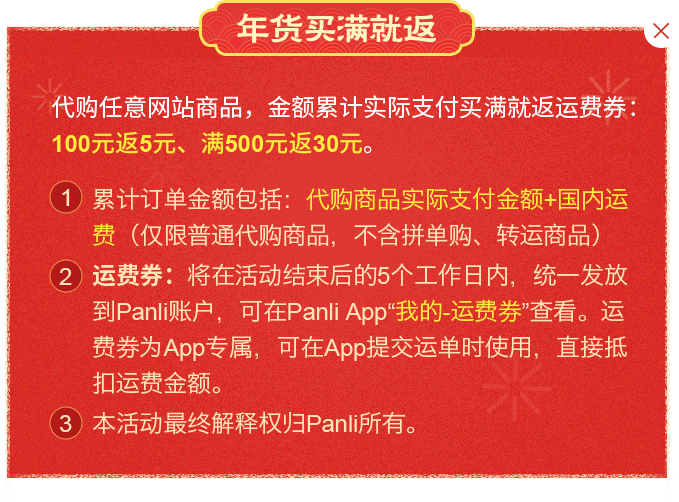 年货买满就返
代购任意网站商品，金额累计实际支付买满就返运费券：
100元返5元、满500元返30元。
1 累计订单金额包括：代购商品实际支付金额+国内运
费（仅限普通代购商品，不含拼单购、转运商品）
2 运费券：将在活动结束后的5个工作日内，统一发放
到Panli账户，可在Panli App“我的-运费券”查看。运
费券为App专属，可在App提交运单时使用，直接抵
扣运费金额。
3 本活动最终解释权归Panli所有。